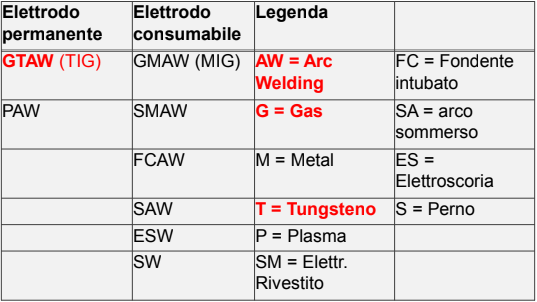 Elettrodo permanente	Elettrodo consumabile	Legenda
GTAW (TIG)	GMAW (MIG)	AW = Arc Welding	FC = Fondente intubato
PAW	SMAW	G = Gas	SA = arco sommerso
FCAW	M = Metal	ES = Elettroscoria
SAW	T = Tungsteno	S = Perno
ESW	P = Plasma
SW	SM = Elettr. Rivestito